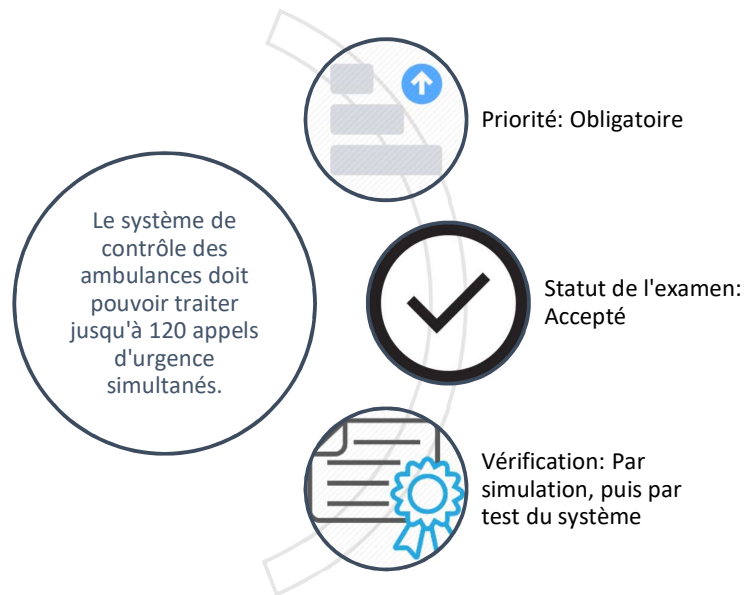 Le système de
contrôle des
ambulances doit
pouvoir traiter
jusqu'à 120 appels
d'urgence
simultanés.
Priorité: Obligatoire
Statut de l'examen:
Accepté
Vérification: Par
simulation, puis par
test du système